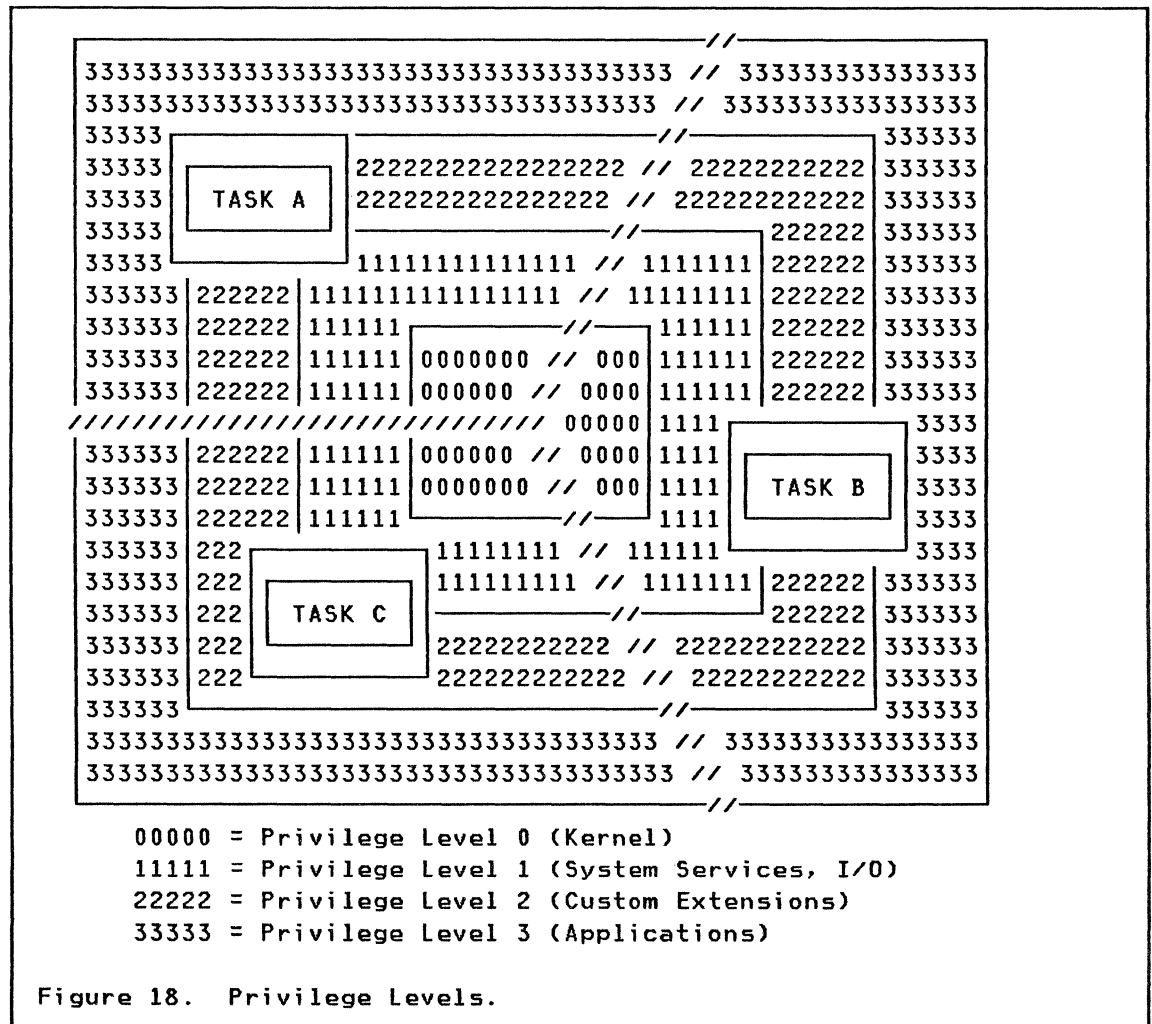 //
3333333333333333333333333333333333333 // 333333333333333
333333333333333333333333333333333333 // 3333333333333333
33333 // 333333
33333 22222222222222222 // 22222222222 333333
33333 TASK A 2222222222222222 // 222222222222 333333
33333 // 222222 333333
33333 11111111111111 // 1111111 222222 333333
333333 222222 1111111111111111 // 11111111 222222 333333
333333 222222 111111 // 111111 222222 333333
333333 222222 111111 0000000 // 000 111111 222222 333333
333333 222222 111111 000000 // 0000 111111 222222 333333
////////////////////////////// 00000 1111 3333
333333 222222 111111 000000 // 0000 1111 3333
333333 222222 111111 0000000 // 000 1111 TASK B 3333
333333 222222 111111 // 1111 3333
333333 222 11111111 // 111111 3333
333333 222 111111111 // 1111111 222222 333333
333333 222 TASK C // 222222 333333
333333 222 22222222222 // 222222222222 333333
333333 222 222222222222 // 22222222222 333333
333333 // 333333
333333333333333333333333333333333333 // 3333333333333333
3333333333333333333333333333333333333 // 333333333333333
//
00000 = Privilege Level 0 (Kernel)
11111 = Privilege Level 1 (System Services, I/O)
22222 = Privilege Level 2 (Custom Extensions)
33333 = Privilege Level 3 (Applications)
Figure 18. Privilege Levels.